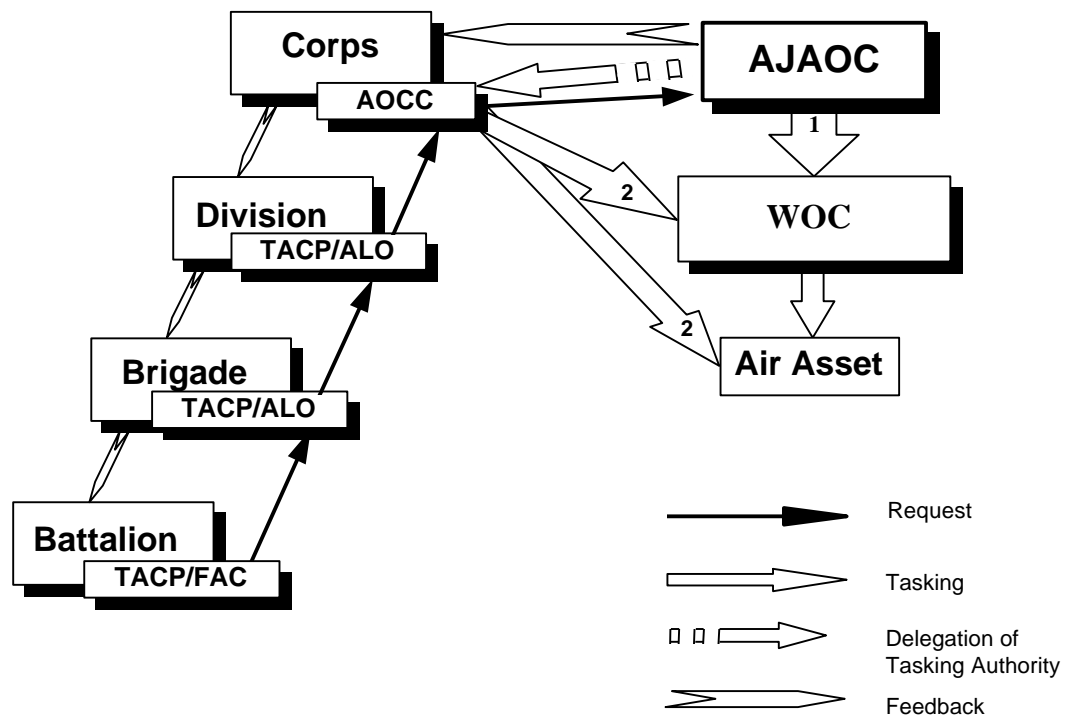 Corps
AOCC
AJAOC
1
Division
TACP/ALO
2
WOC
Brigade
TACP/ALO
2
Air Asset
Battalion
TACP/FAC
Request
Tasking
Delegation of
Tasking Authority
Feedback